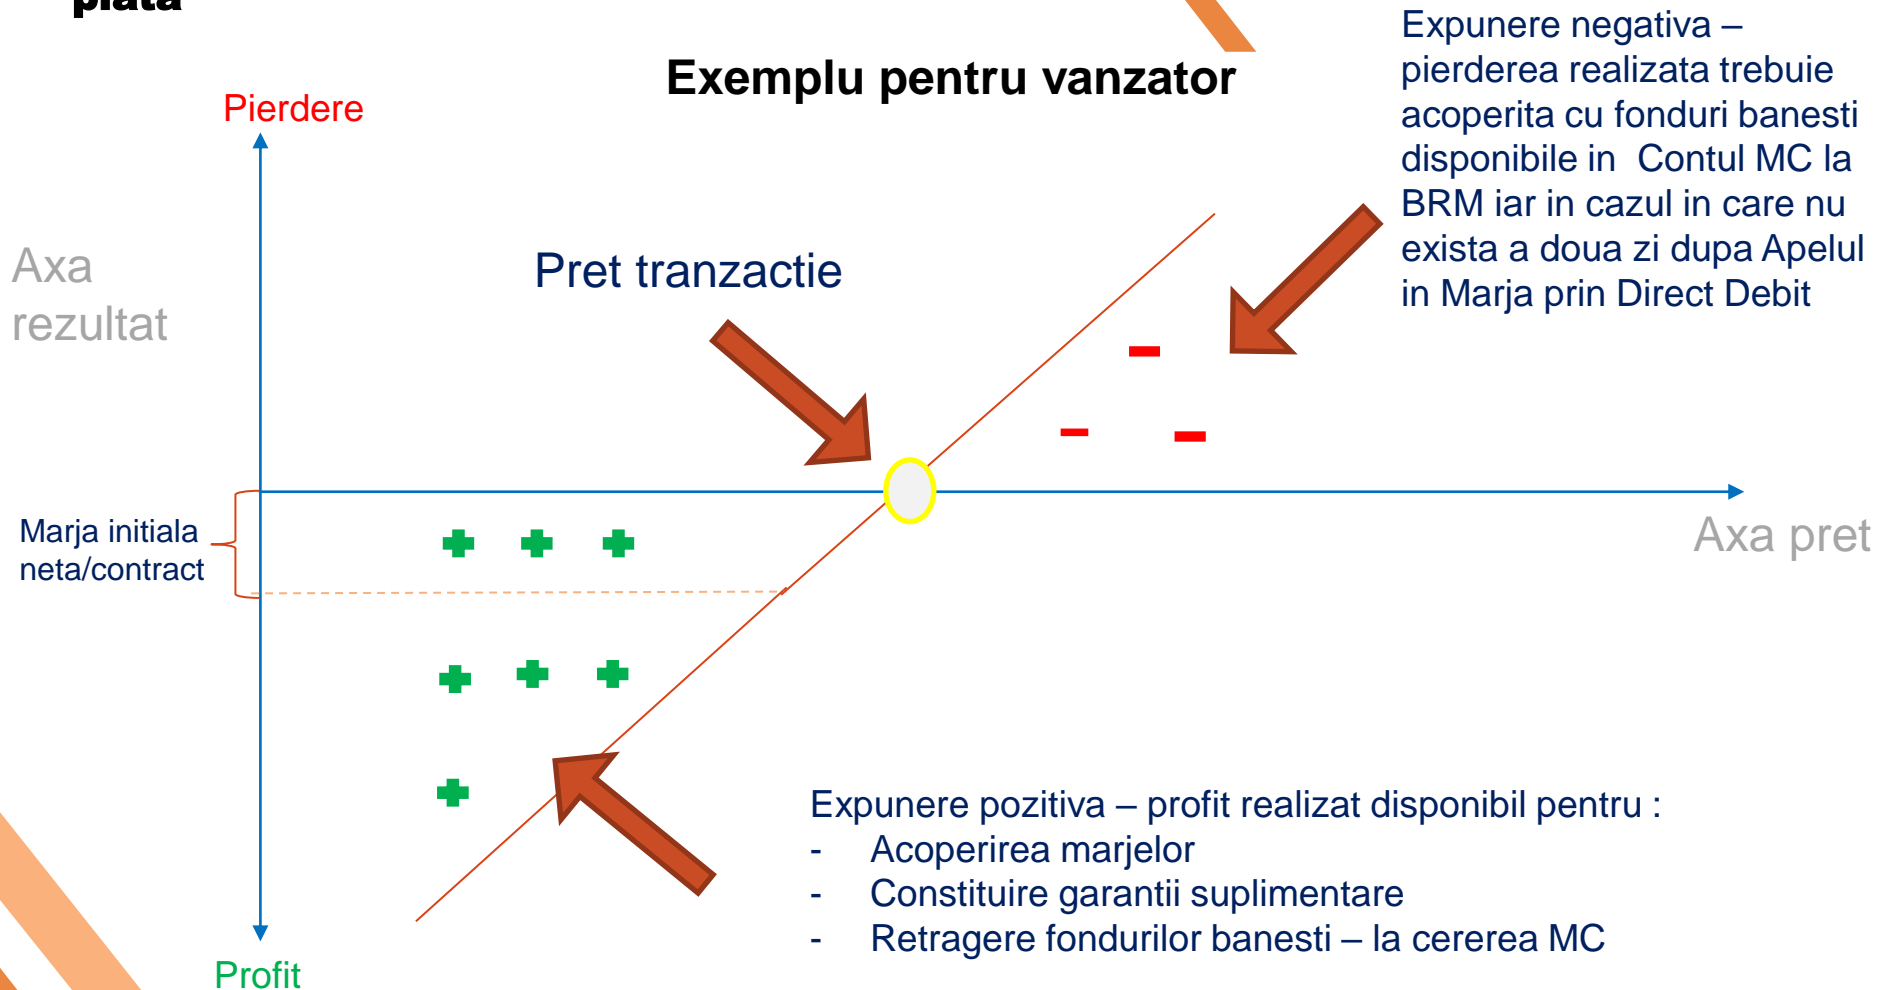 plata
Exemplu pentru vanzator
Expunere negativa –
pierderea realizata trebuie
acoperita cu fonduri banesti
disponibile in Contul MC la
BRM iar in cazul in care nu
exista a doua zi dupa Apelul
in Marja prin Direct Debit
Pierdere
Axa
rezultat
Pret tranzactie
Marja initiala
neta/contract
Axa pret
Expunere pozitiva – profit realizat disponibil pentru :
- Acoperirea marjelor
- Constituire garantii suplimentare
- Retragere fondurilor banesti – la cererea MC
Profit